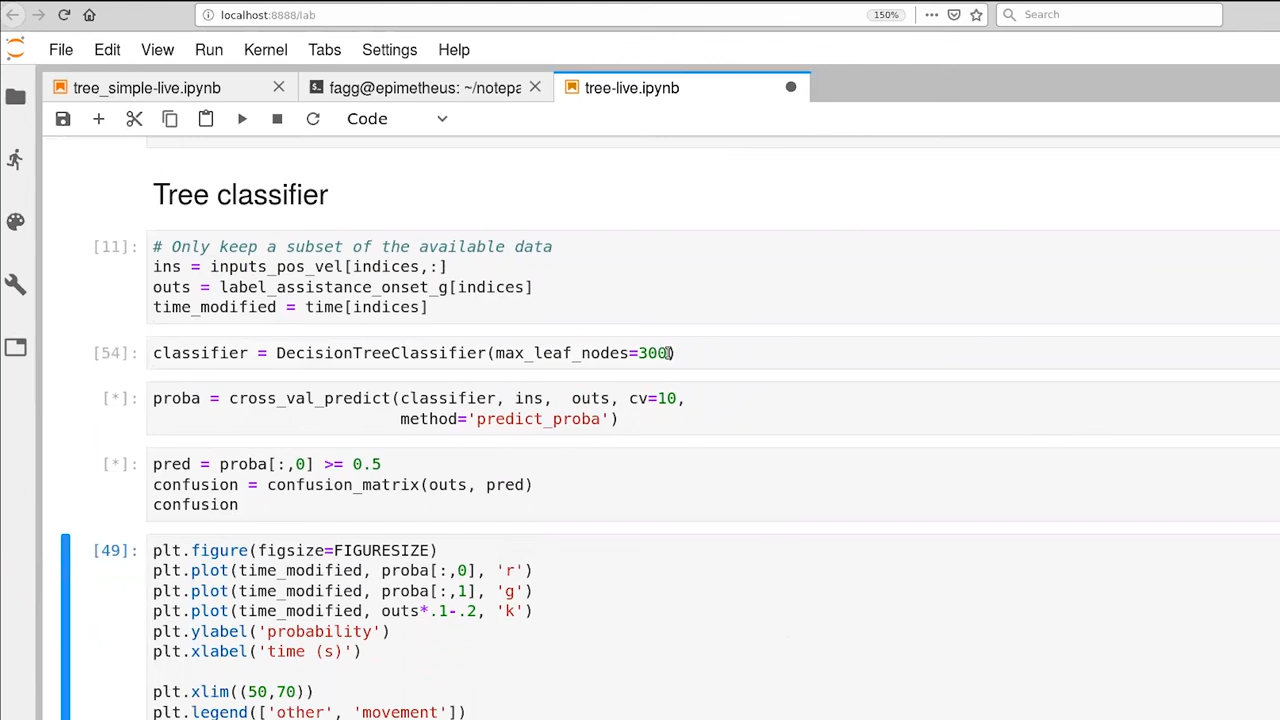 localhost:8888/lab
150%
Search
File Edit View Run Kernel Tabs Settings Help
tree_simple-live.ipynb
fagg@epimetheus: ~/notepa
tree-live.ipynb
Code
Tree classifier
[11]:
# Only keep a subset of the available data
ins = inputs_pos_vel[indices,:]
outs = label_assistance_onset_g[indices]
time_modified = time[indices]
[54]:
classifier = DecisionTreeClassifier(max_leaf_nodes=300)
[*]:
proba = cross_val_predict(classifier, ins,  outs, cv=10,
method='predict_proba')
[*]:
pred = proba[:,0] >= 0.5
confusion = confusion_matrix(outs, pred)
confusion
[49]:
plt.figure(figsize=FIGURESIZE)
plt.plot(time_modified, proba[:,0], 'r')
plt.plot(time_modified, proba[:,1], 'g')
plt.plot(time_modified, outs*.1-.2, 'k')
plt.ylabel('probability')
plt.xlabel('time (s)')
plt.xlim((50,70))
plt.legend(['other', 'movement'])